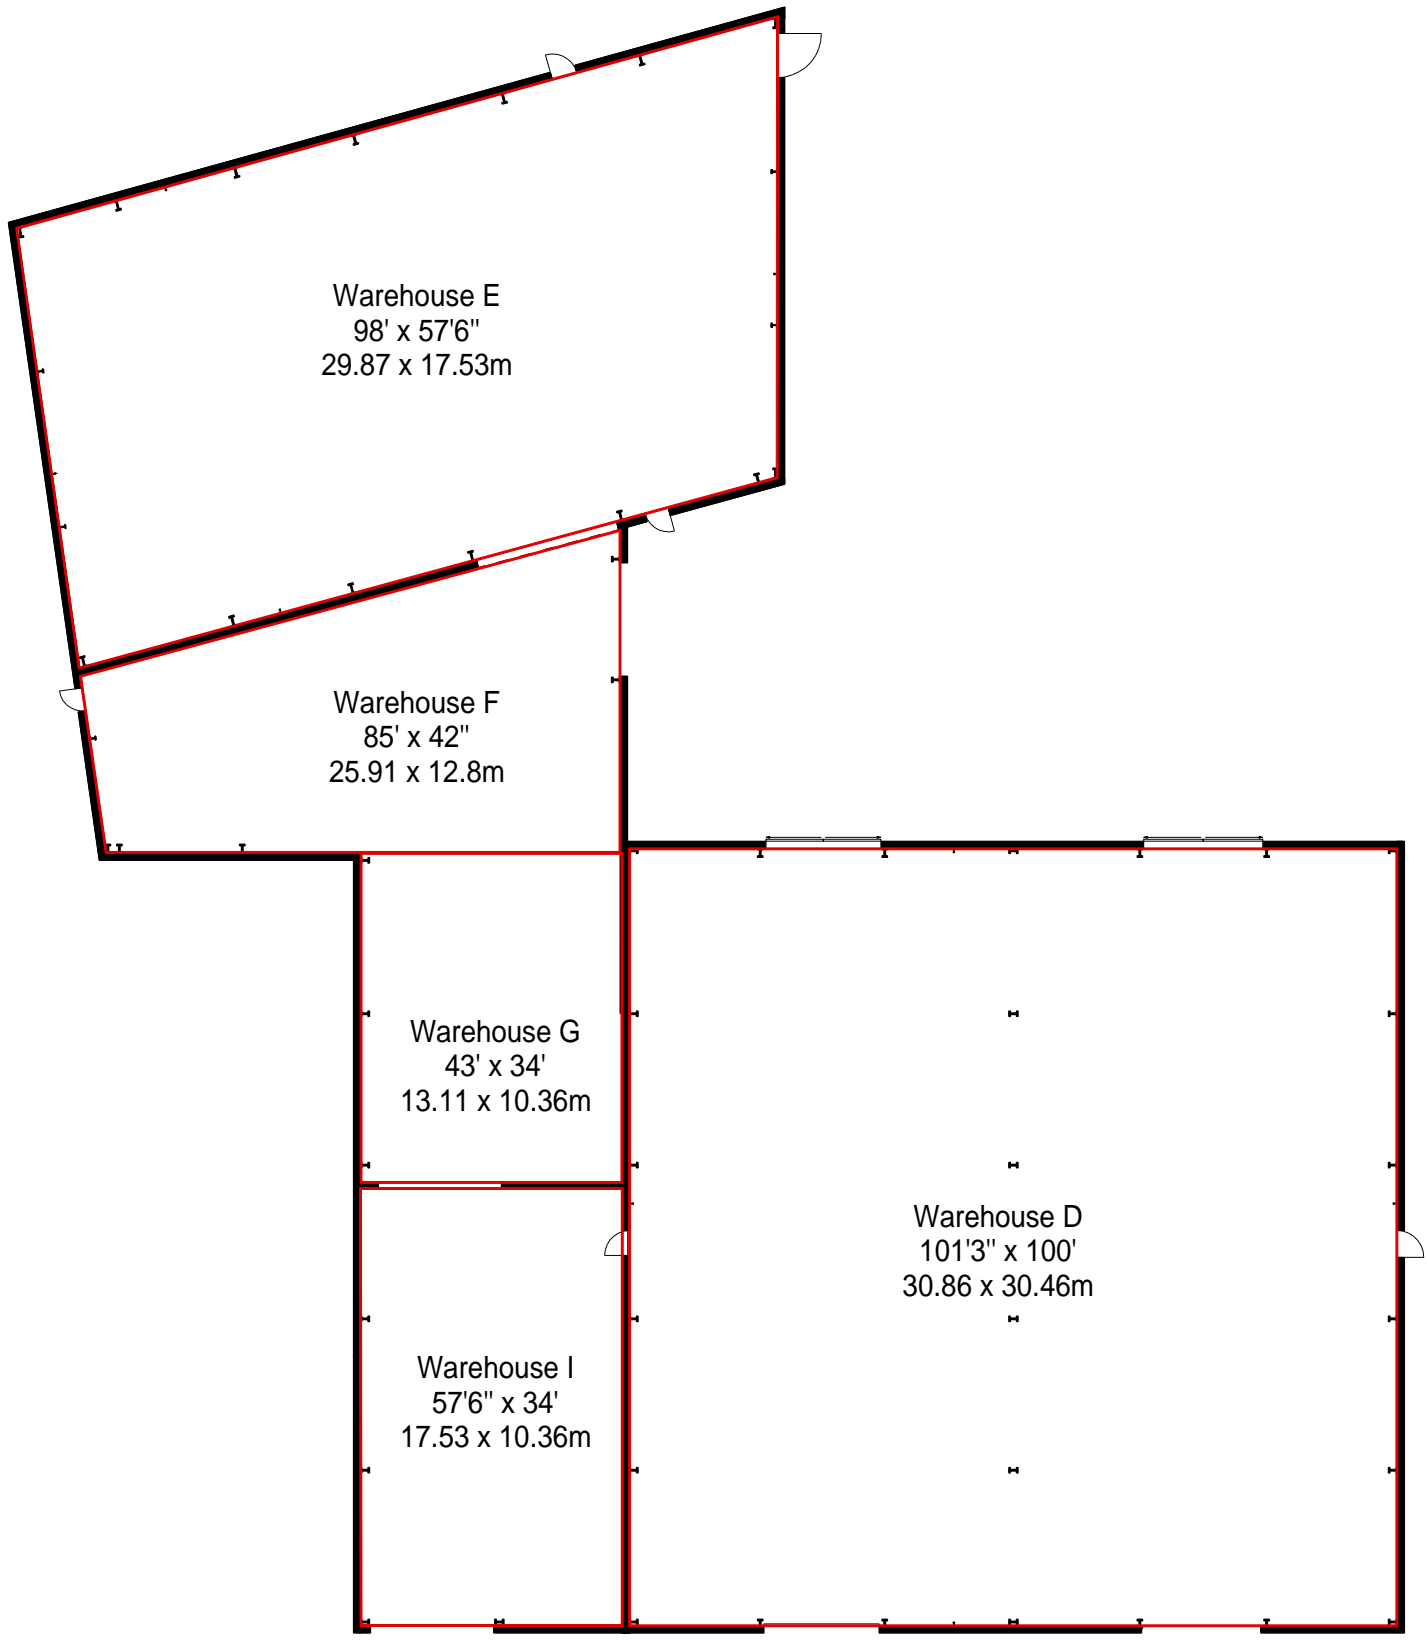 Warehouse E
98' x 57'6"
29.87 x 17.53m
Warehouse F
85' x 42"
25.91 x 12.8m
Warehouse G
43' x 34'
13.11 x 10.36m
Warehouse D
101'3" x 100'
30.86 x 30.46m
Warehouse I
57'6" x 34'
17.53 x 10.36m